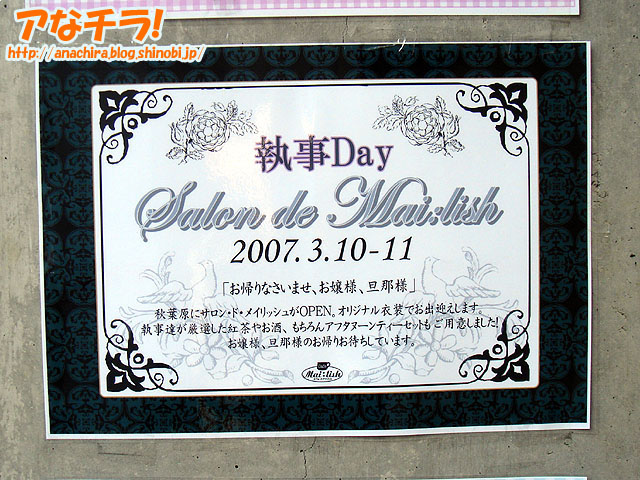 アなチラ!
http://anachira.blog.shinobi.jp/
執事Day
Salon de Mai:lish
2007.3.10-11
「お帰りなさいませ、お嬢様、旦那様」
秋葉原にサロン・ド・メイリッシュがOPEN。オリジナル衣装でお出迎えします。
執事達が厳選した紅茶やお酒、もちろんアフタヌーンティーセットもご用意しました!
お嬢様、旦那様のお帰りお待ちしています。
Mai:lish